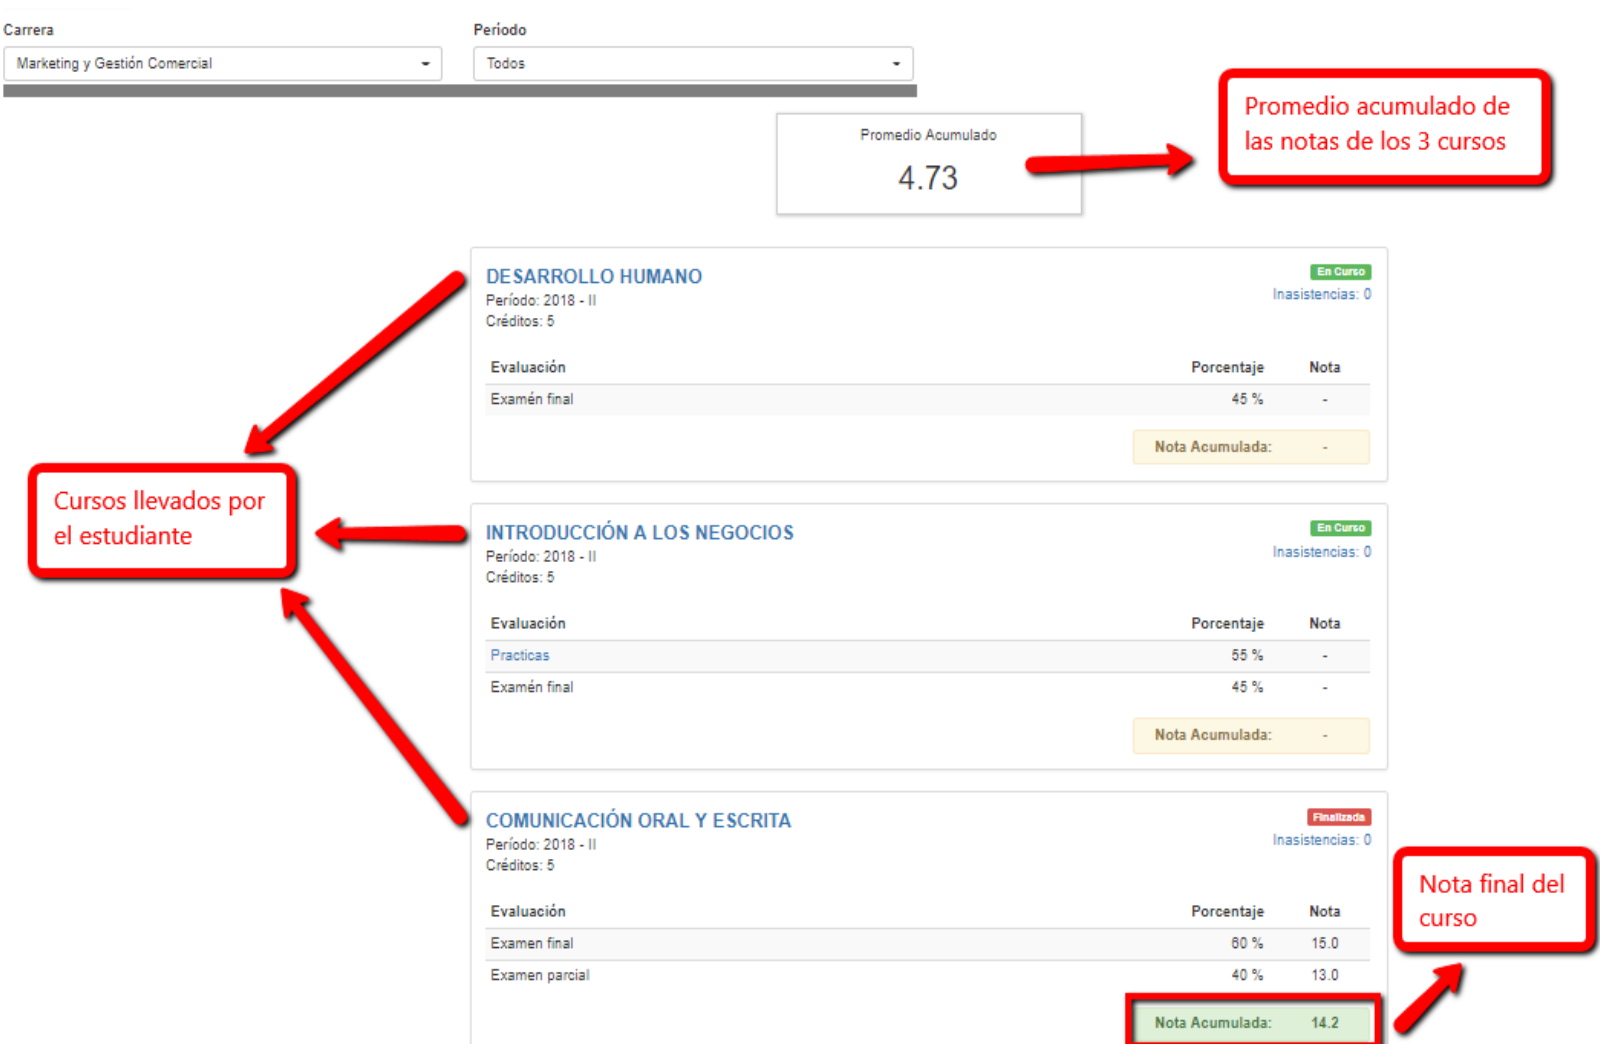 Carrera
Período
Marketing y Gestión Comercial
Todos
Promedio acumulado de
las notas de los 3 cursos
Promedio Acumulado
4.73
DESARROLLO HUMANO
En Curso
Período: 2018 - II
Inasistencias: 0
Créditos: 5
Evaluación Porcentaje Nota
Examén final 45 % -
Nota Acumulada: -
Cursos llevados por
el estudiante
INTRODUCCIÓN A LOS NEGOCIOS
En Curso
Período: 2018 - II
Inasistencias: 0
Créditos: 5
Evaluación Porcentaje Nota
Practicas 55 % -
Examén final 45 % -
Nota Acumulada: -
COMUNICACIÓN ORAL Y ESCRITA
Finalizada
Período: 2018 - II
Inasistencias: 0
Créditos: 5
Evaluación Porcentaje Nota
Examen final 60 % 15.0
Examen parcial 40 % 13.0
Nota Acumulada: 14.2
Nota final del
curso